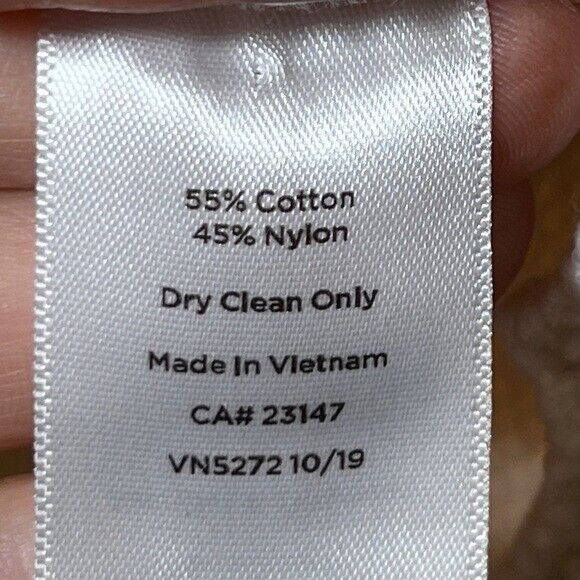 55% Cotton
45% Nylon
Dry Clean Only
Made In Vietnam
CA# 23147
VN5272 10/19